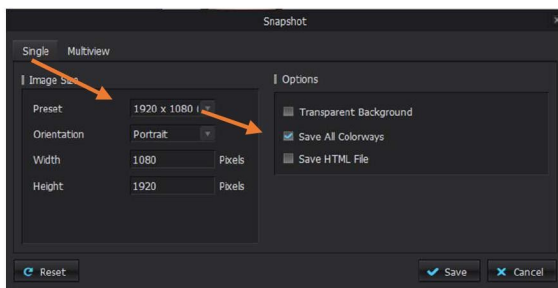 Snapshot
Single Multiview
Image Size
Preset 1920 x 1080 (
Orientation Portrait
Width 1080 Pixels
Height 1920 Pixels
Options
Transparent Background
Save All Colorways
Save HTML File
Reset
Save
Cancel